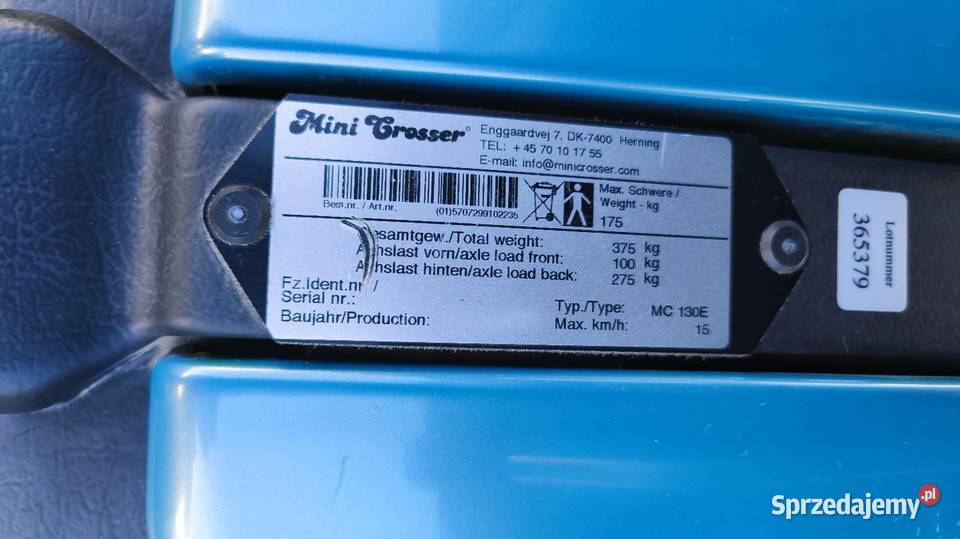 Mini Crosser®
Enggaardvej 7, DK-7400 Herning
TEL: +45 70 10 17 55
E-mail: info@minicrosser.com
Best.nr. / Art.nr.
(01)5707299102235
Max. Schwere /
Weight - kg
175
esamtgew./Total weight: 375 kg
A hslast vorn/axle load front: 100 kg
A hslast hinten/axle load back: 275 kg
Fz.Ident.nr /
Serial nr.:
Typ./Type: MC 130E
Baujahr/Production:
Max. km/h: 15
Lotnummer
365379
Sprzedajemy.pl